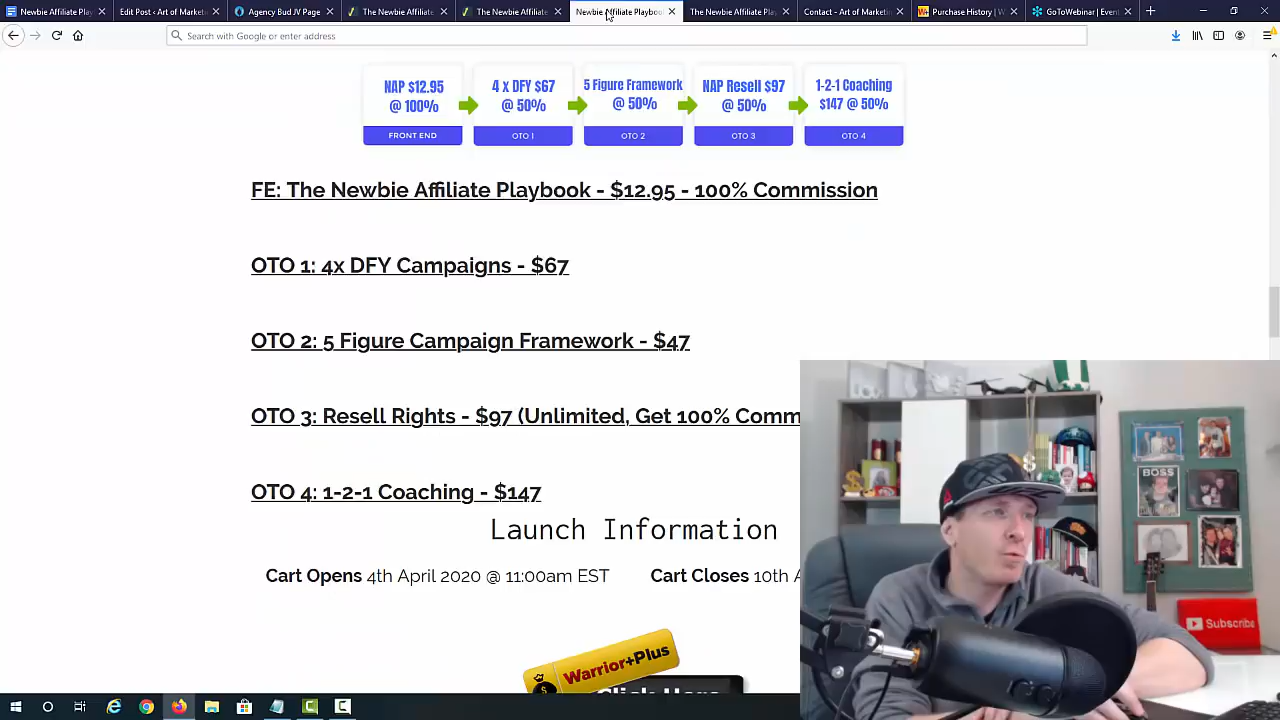 Newbie Affiliate Play
Edit Post ‹ Art of Market
Agency Bud JV Page
The Newbie Affiliate
The Newbie Affiliate
Newbie Affiliate Playbo
The Newbie Affiliate Play
Contact - Art of Marketing
Purchase History | W
GoToWebinar | Event
Search with Google or enter address
NAP $12.95
@ 100%
FRONT END
4 x DFY $67
@ 50%
OTO 1
5 Figure Framework
@ 50%
OTO 2
NAP Resell $97
@ 50%
OTO 3
1-2-1 Coaching
$147 @ 50%
OTO 4
FE: The Newbie Affiliate Playbook - $12.95 - 100% Commission
OTO 1: 4x DFY Campaigns - $67
OTO 2: 5 Figure Campaign Framework - $47
OTO 3: Resell Rights - $97 (Unlimited, Get 100% Comm
OTO 4: 1-2-1 Coaching - $147
Launch Information
Cart Opens 4th April 2020 @ 11:00am EST
Cart Closes 10th A
Warrior+Plus
Click Here
BOSS
Subscribe